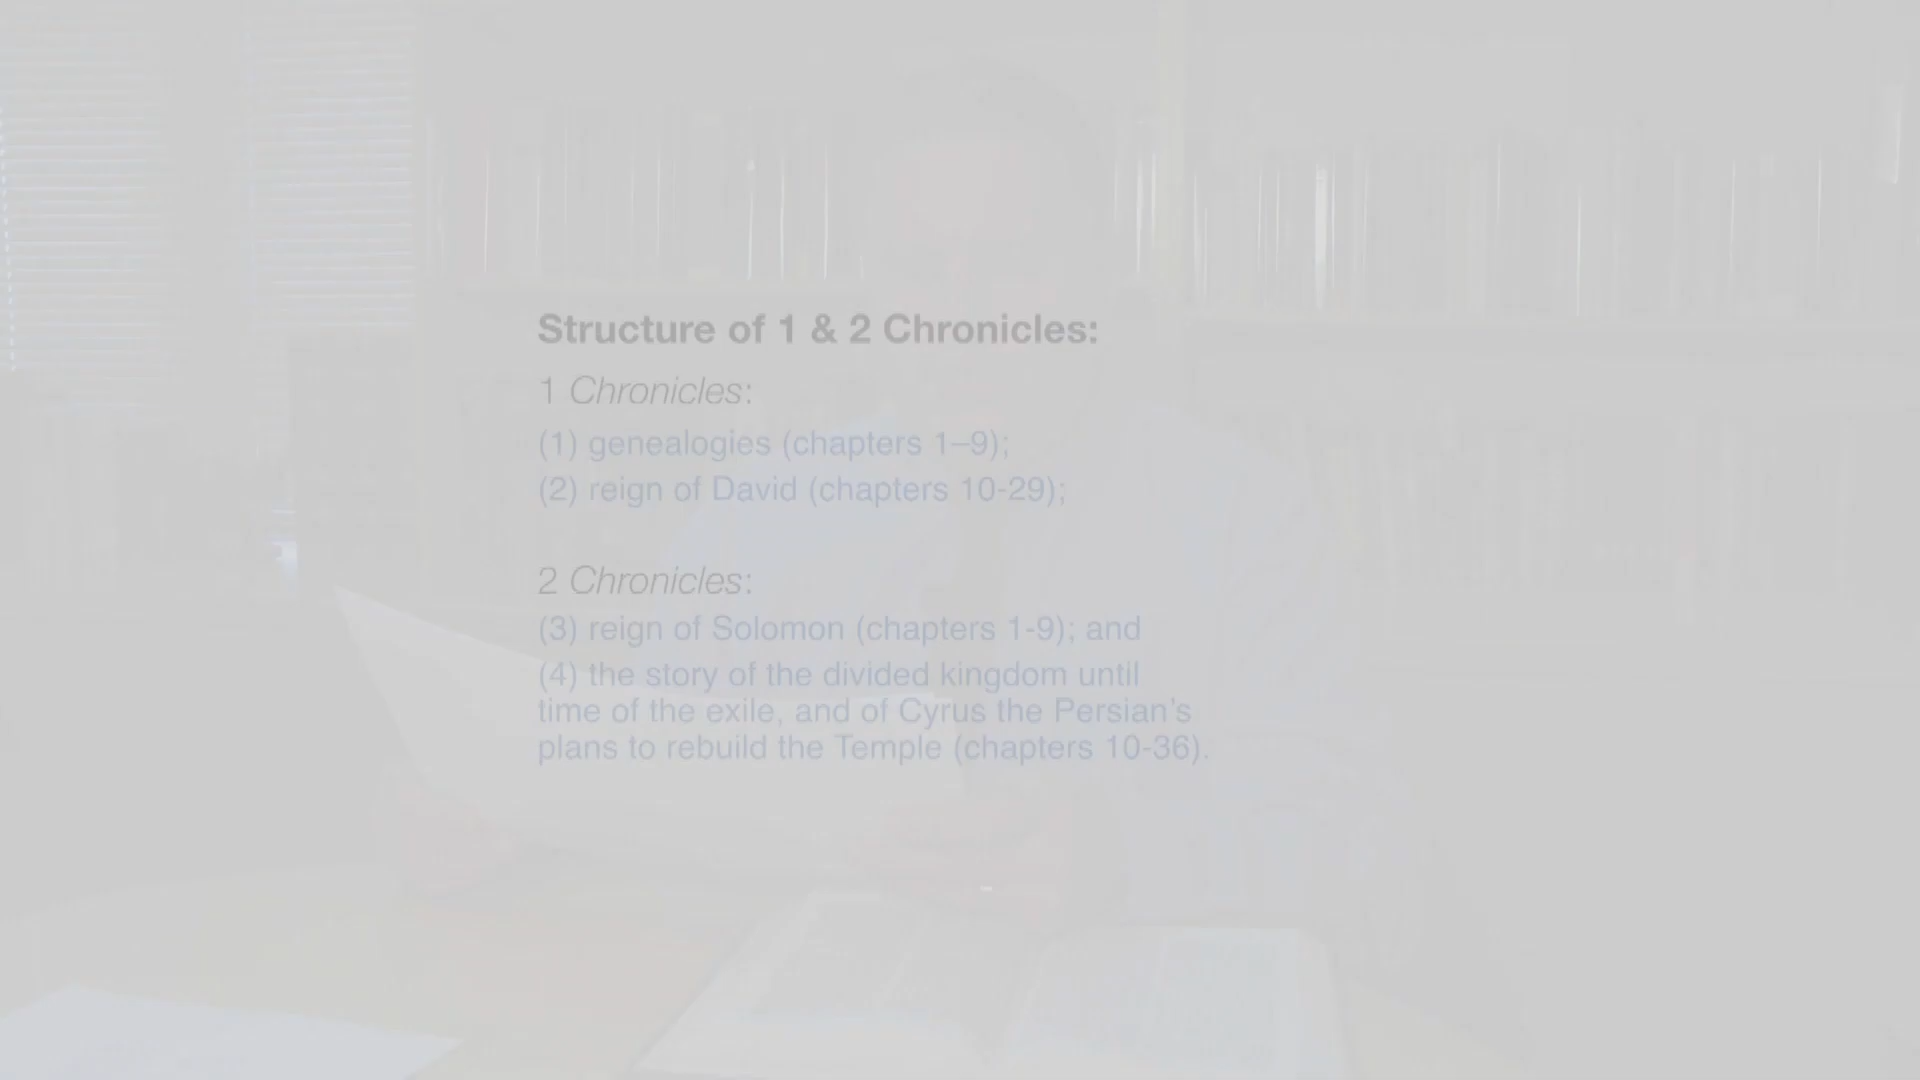 Structure of 1 & 2 Chronicles:
1 Chronicles:
(1) genealogies (chapters 1–9);
(2) reign of David (chapters 10-29);
2 Chronicles:
(3) reign of Solomon (chapters 1-9); and
(4) the story of the divided kingdom until
time of the exile, and of Cyrus the Persian's
plans to rebuild the Temple (chapters 10-36).